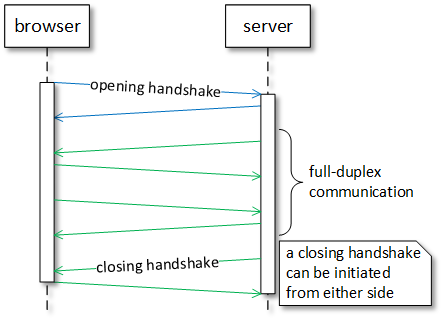 browser
server
opening handshake
full-duplex
communication
closing handshake
a closing handshake
can be initiated
from either side